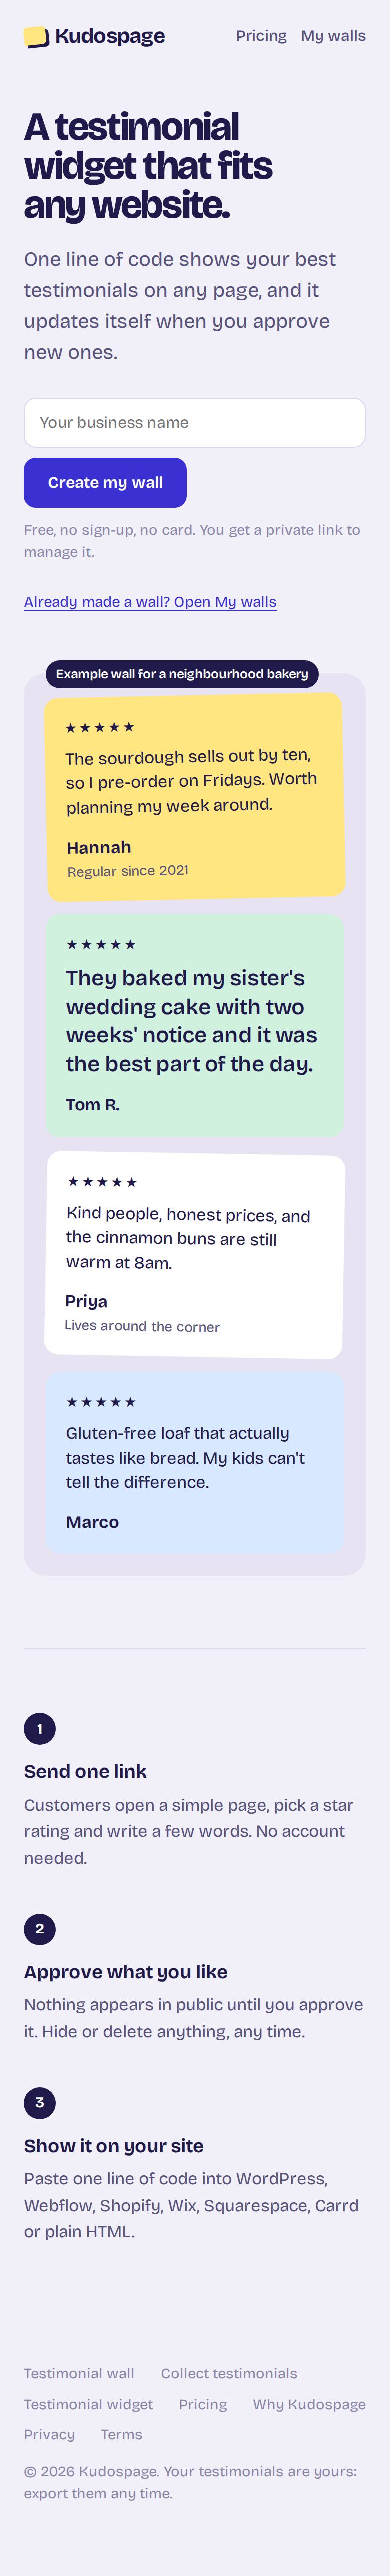 Kudospage
Pricing My walls
A testimonial
widget that fits
any website.
One line of code shows your best
testimonials on any page, and it
updates itself when you approve
new ones.
Your business name
Create my wall
Free, no sign-up, no card. You get a private link to
manage it.
Already made a wall? Open My walls
Example wall for a neighbourhood bakery
★★★★★
The sourdough sells out by ten,
so I pre-order on Fridays. Worth
planning my week around.
Hannah
Regular since 2021
★★★★★
They baked my sister's
wedding cake with two
weeks' notice and it was
the best part of the day.
Tom R.
★★★★★
Kind people, honest prices, and
the cinnamon buns are still
warm at 8am.
Priya
Lives around the corner
★★★★★
Gluten-free loaf that actually
tastes like bread. My kids can't
tell the difference.
Marco
1
Send one link
Customers open a simple page, pick a star
rating and write a few words. No account
needed.
2
Approve what you like
Nothing appears in public until you approve
it. Hide or delete anything, any time.
3
Show it on your site
Paste one line of code into WordPress,
Webflow, Shopify, Wix, Squarespace, Carrd
or plain HTML.
Testimonial wall Collect testimonials
Testimonial widget Pricing Why Kudospage
Privacy Terms
© 2026 Kudospage. Your testimonials are yours:
export them any time.